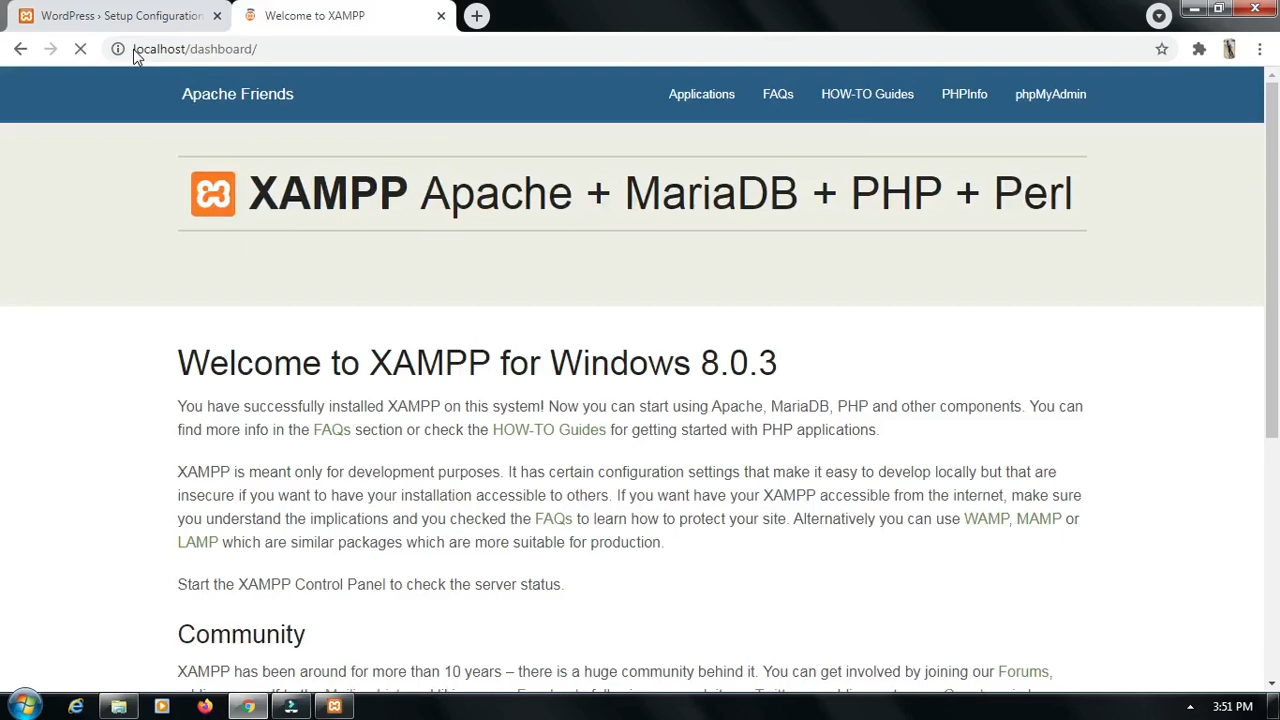 WordPress › Setup Configuration
Welcome to XAMPP
localhost/dashboard/
Apache Friends
Applications
FAQs
HOW-TO Guides
PHPInfo
phpMyAdmin
XAMPP Apache + MariaDB + PHP + Perl
Welcome to XAMPP for Windows 8.0.3
You have successfully installed XAMPP on this system! Now you can start using Apache, MariaDB, PHP and other components. You can
find more info in the FAQs section or check the HOW-TO Guides for getting started with PHP applications.
XAMPP is meant only for development purposes. It has certain configuration settings that make it easy to develop locally but that are
insecure if you want to have your installation accessible to others. If you want have your XAMPP accessible from the internet, make sure
you understand the implications and you checked the FAQs to learn how to protect your site. Alternatively you can use WAMP, MAMP or
LAMP which are similar packages which are more suitable for production.
Start the XAMPP Control Panel to check the server status.
Community
XAMPP has been around for more than 10 years – there is a huge community behind it. You can get involved by joining our Forums,
3:51 PM